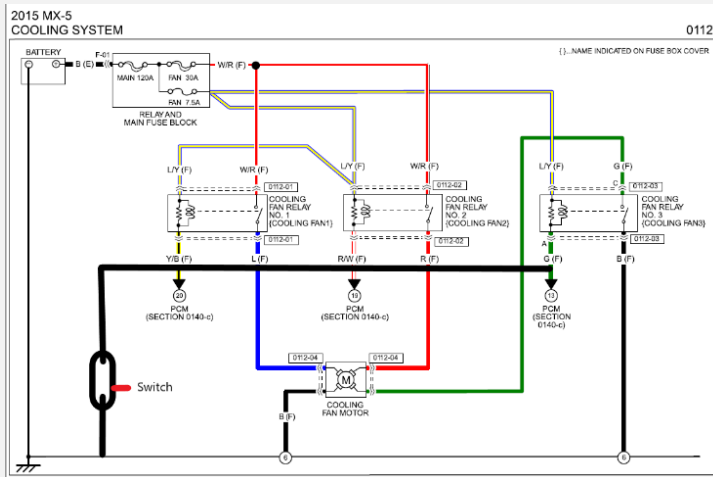 2015 MX-5
COOLING SYSTEM
0112
{ }...NAME INDICATED ON FUSE BOX COVER
BATTERY
B (E)
F-01
MAIN 120A
FAN 30A
FAN 7.5A
W/R (F)
RELAY AND
MAIN FUSE BLOCK
L/Y (F)
W/R (F)
L/Y (F)
W/R (F)
L/Y (F)
G (F)
0112-01
COOLING
FAN RELAY
NO. 1
{COOLING FAN1}
0112-01
0112-02
COOLING
FAN RELAY
NO. 2
{COOLING FAN2}
0112-02
C
0112-03
COOLING
FAN RELAY
NO. 3
{COOLING FAN3}
A
0112-03
Y/B (F)
L (F)
R/W (F)
R (F)
G (F)
B (F)
20
PCM
(SECTION 0140-c)
19
PCM
(SECTION 0140-c)
13
PCM
(SECTION
0140-c)
Switch
0112-04
0112-04
M
COOLING
FAN MOTOR
B (F)
6
6